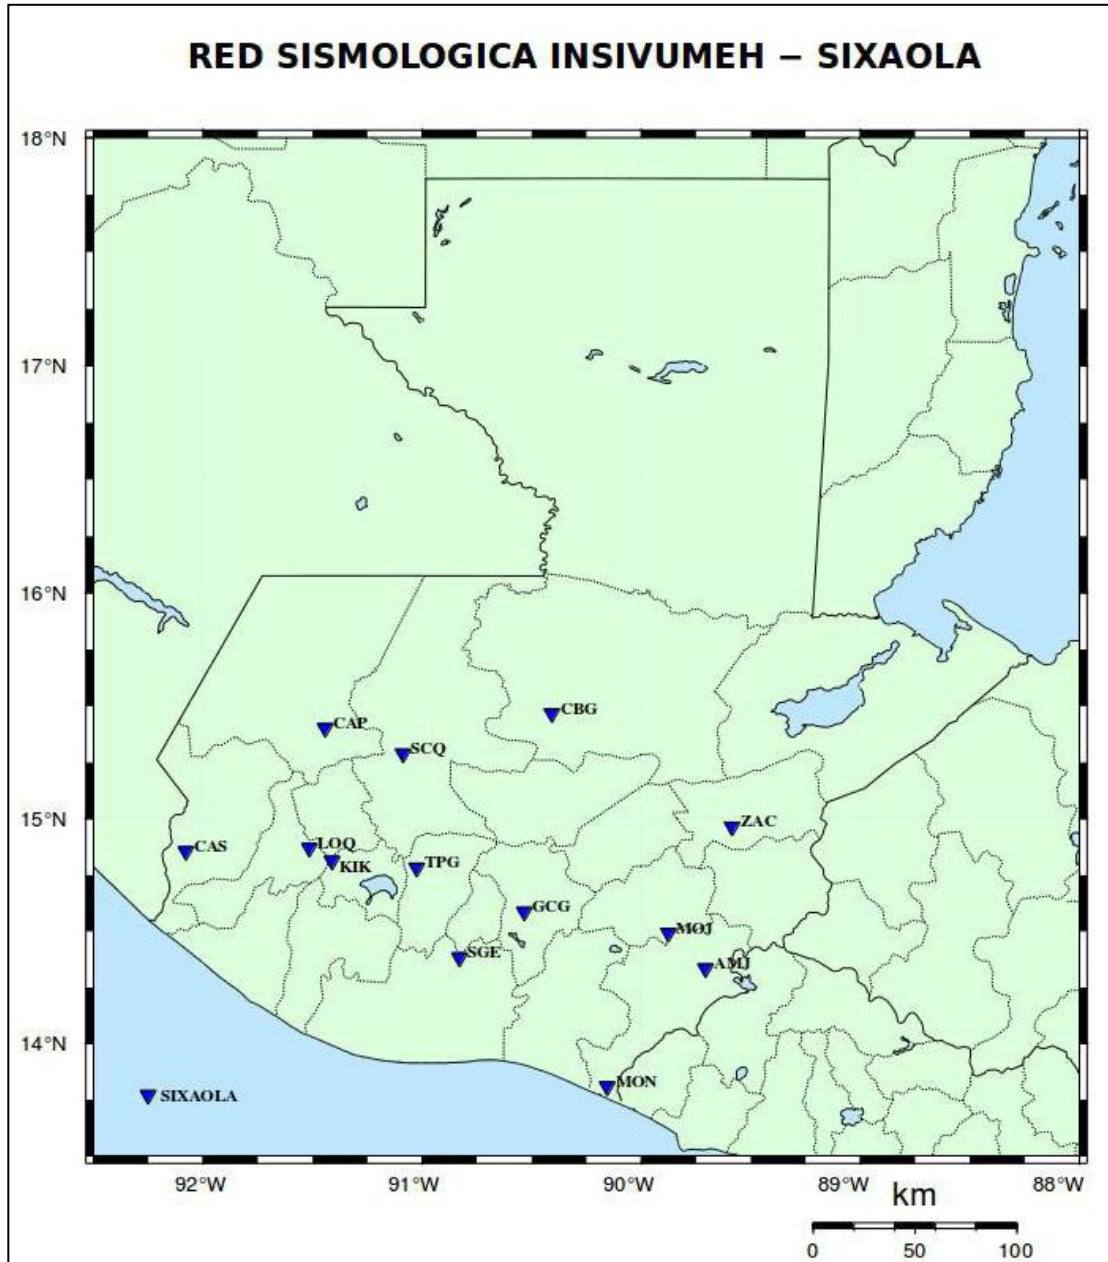 RED SISMOLOGICA INSIVUMEH – SIXAOLA
18°N
17°N
16°N
CBG
CAP
SCQ
15°N
ZAC
CAS
LOQ
KIK
TPG
GCG
MOJ
SGE
AMJ
14°N
MON
SIXAOLA
92°W 91°W 90°W 89°W 88°W
km
0 50 100